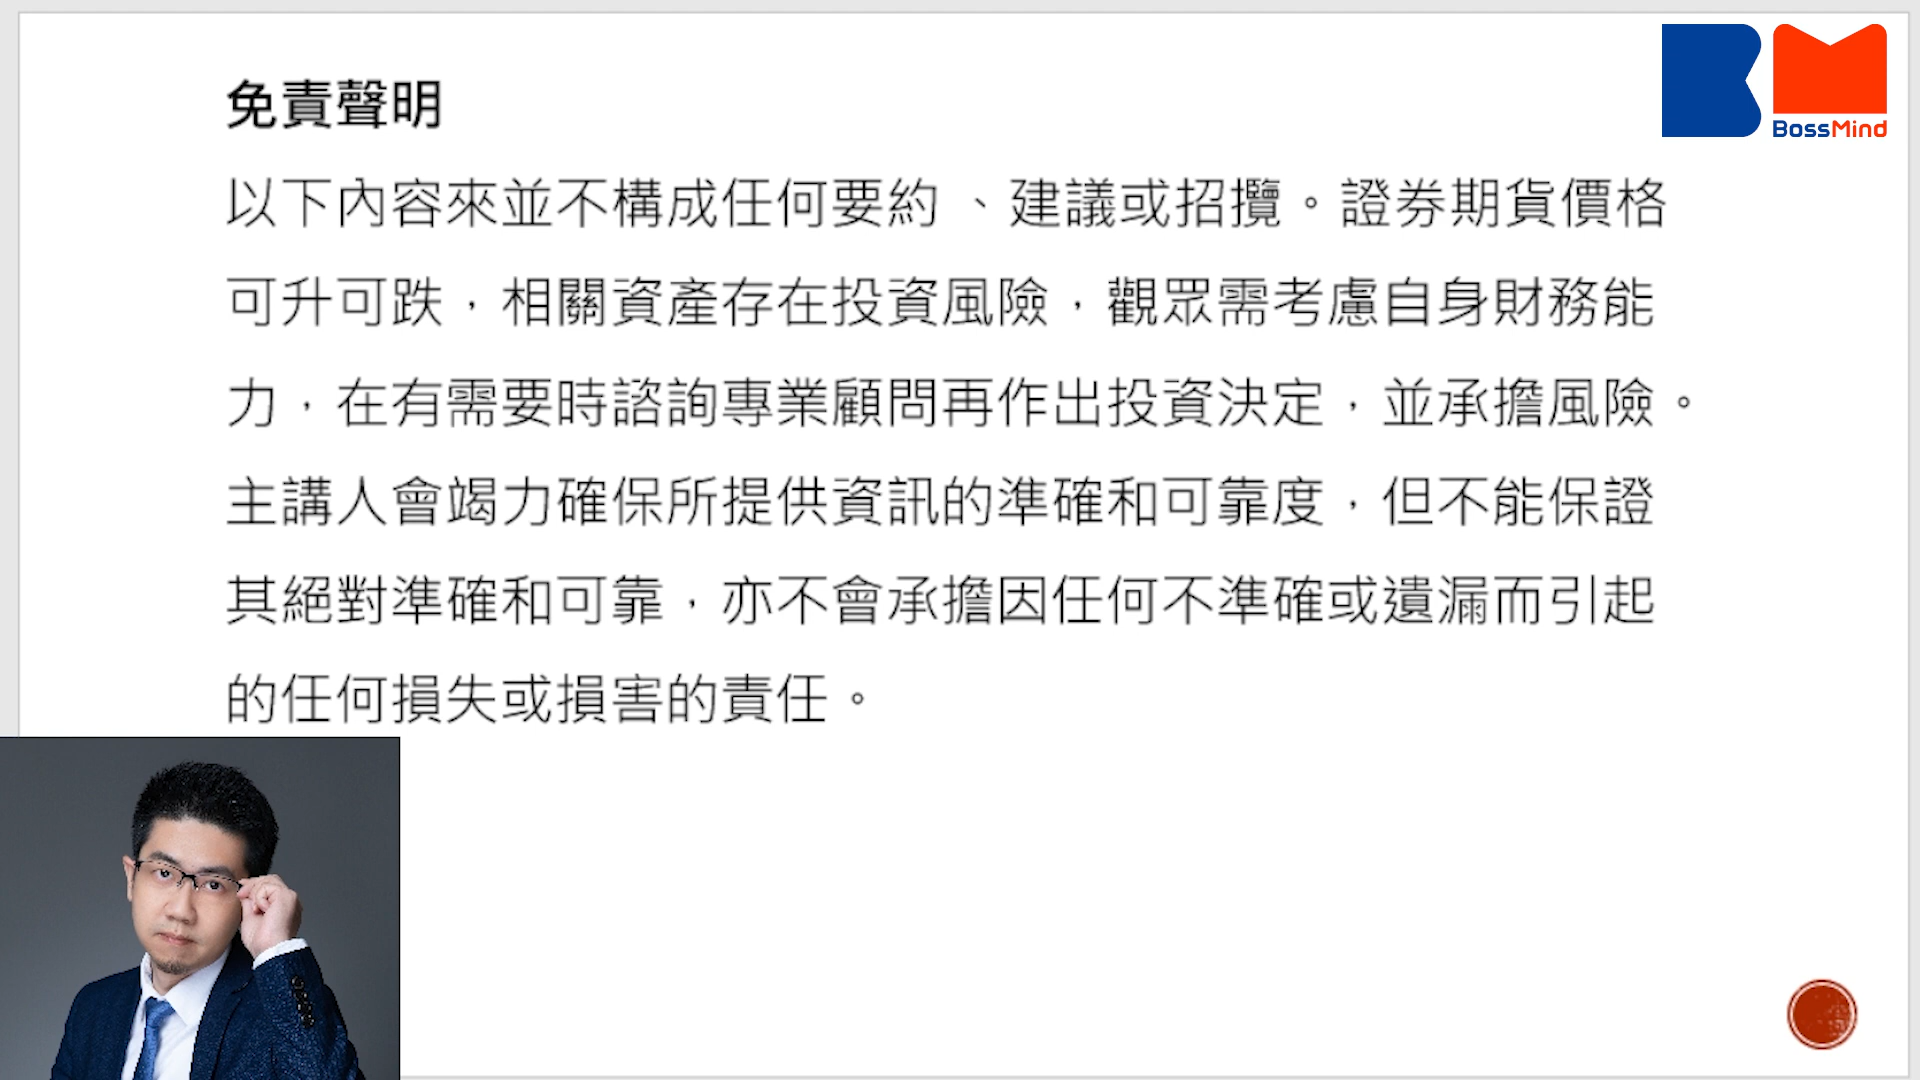 免責聲明
以下內容來並不構成任何要約 、建議或招攬。證券期貨價格
可升可跌，相關資產存在投資風險，觀眾需考慮自身財務能
力，在有需要時諮詢專業顧問再作出投資決定，並承擔風險。
主講人會竭力確保所提供資訊的準確和可靠度，但不能保證
其絕對準確和可靠，亦不會承擔因任何不準確或遺漏而引起
的任何損失或損害的責任。
BM
BossMind